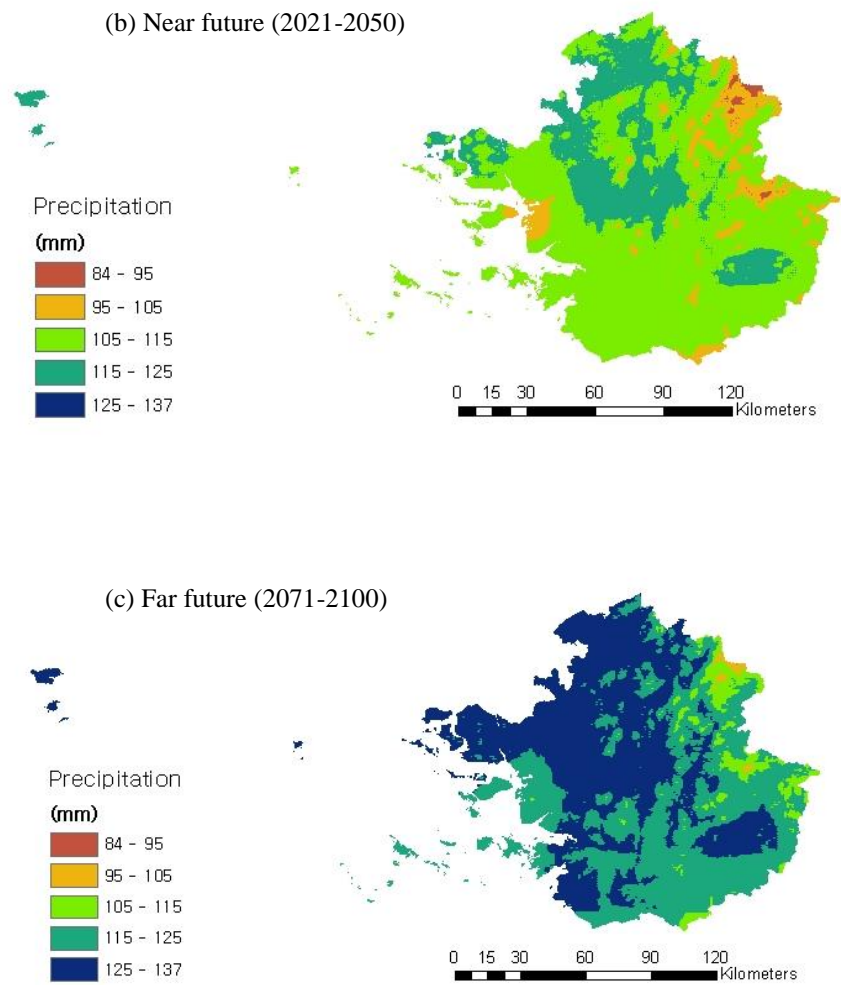 (b) Near future (2021-2050)
Precipitation
(mm)
84 - 95
95 - 105
105 - 115
115 - 125
125 - 137
0 15 30 60 90 120
Kilometers
(c) Far future (2071-2100)
Precipitation
(mm)
84 - 95
95 - 105
105 - 115
115 - 125
125 - 137
0 15 30 60 90 120
Kilometers